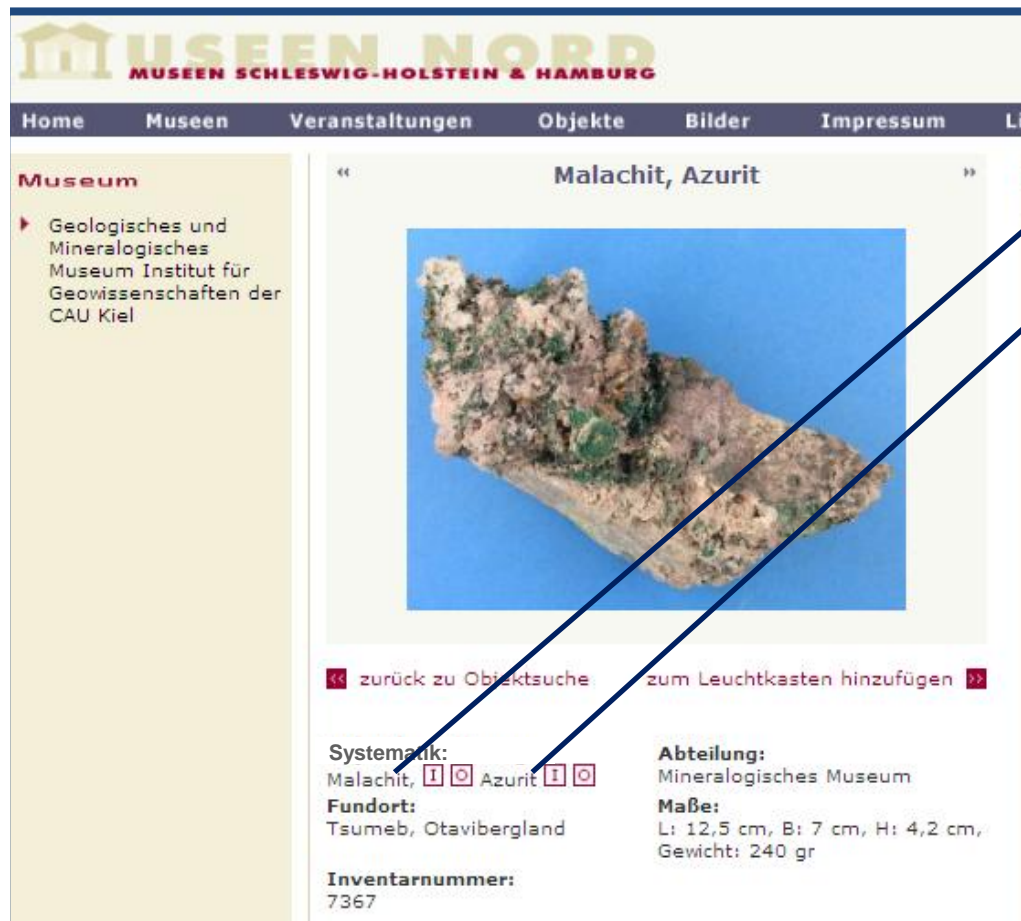 MUSEEN NORD
MUSEEN SCHLESWIG-HOLSTEIN & HAMBURG
Home Museen Veranstaltungen Objekte Bilder Impressum
Museum
Geologisches und
Mineralogisches
Museum Institut für
Geowissenschaften der
CAU Kiel
« Malachit, Azurit »
« zurück zu Objektsuche zum Leuchtkasten hinzufügen »
Systematik:
Malachit, I O Azurit I O
Fundort:
Tsumeb, Otavibergland
Inventarnummer:
7367
Abteilung:
Mineralogisches Museum
Maße:
L: 12,5 cm, B: 7 cm, H: 4,2 cm,
Gewicht: 240 gr